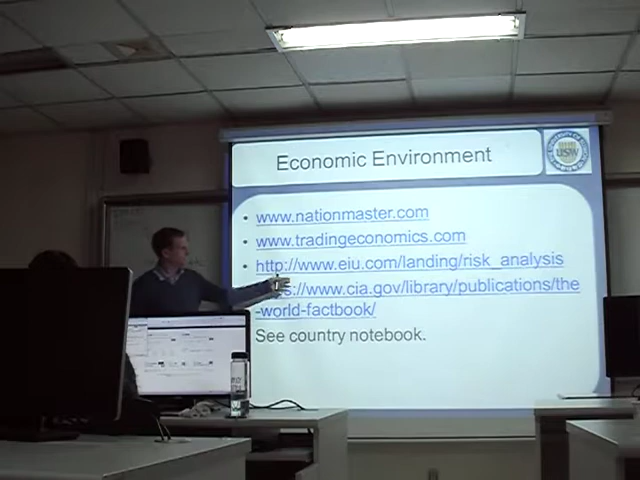 Economic Environment
USW
• www.nationmaster.com
• www.tradingeconomics.com
• http://www.eiu.com/landing/risk_analysis
s://www.cia.gov/library/publications/the
-world-factbook/
See country notebook.